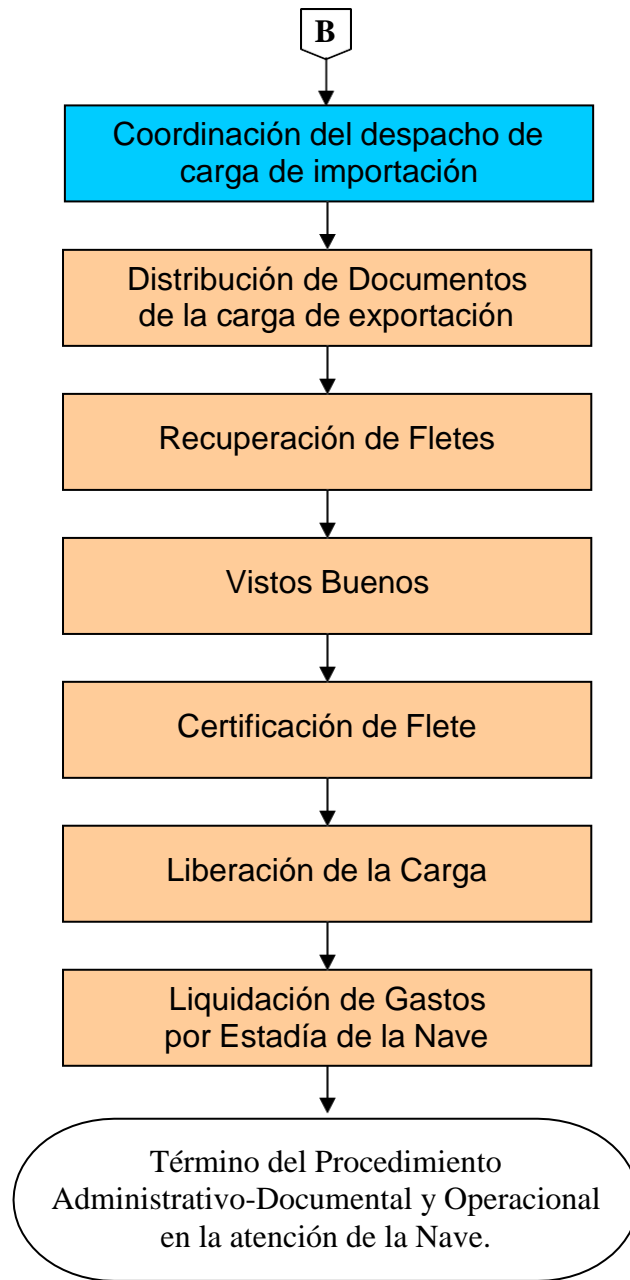 B
Coordinación del despacho de
carga de importación
Distribución de Documentos
de la carga de exportación
Recuperación de Fletes
Vistos Buenos
Certificación de Flete
Liberación de la Carga
Liquidación de Gastos
por Estadía de la Nave
Término del Procedimiento
Administrativo-Documental y Operacional
en la atención de la Nave.